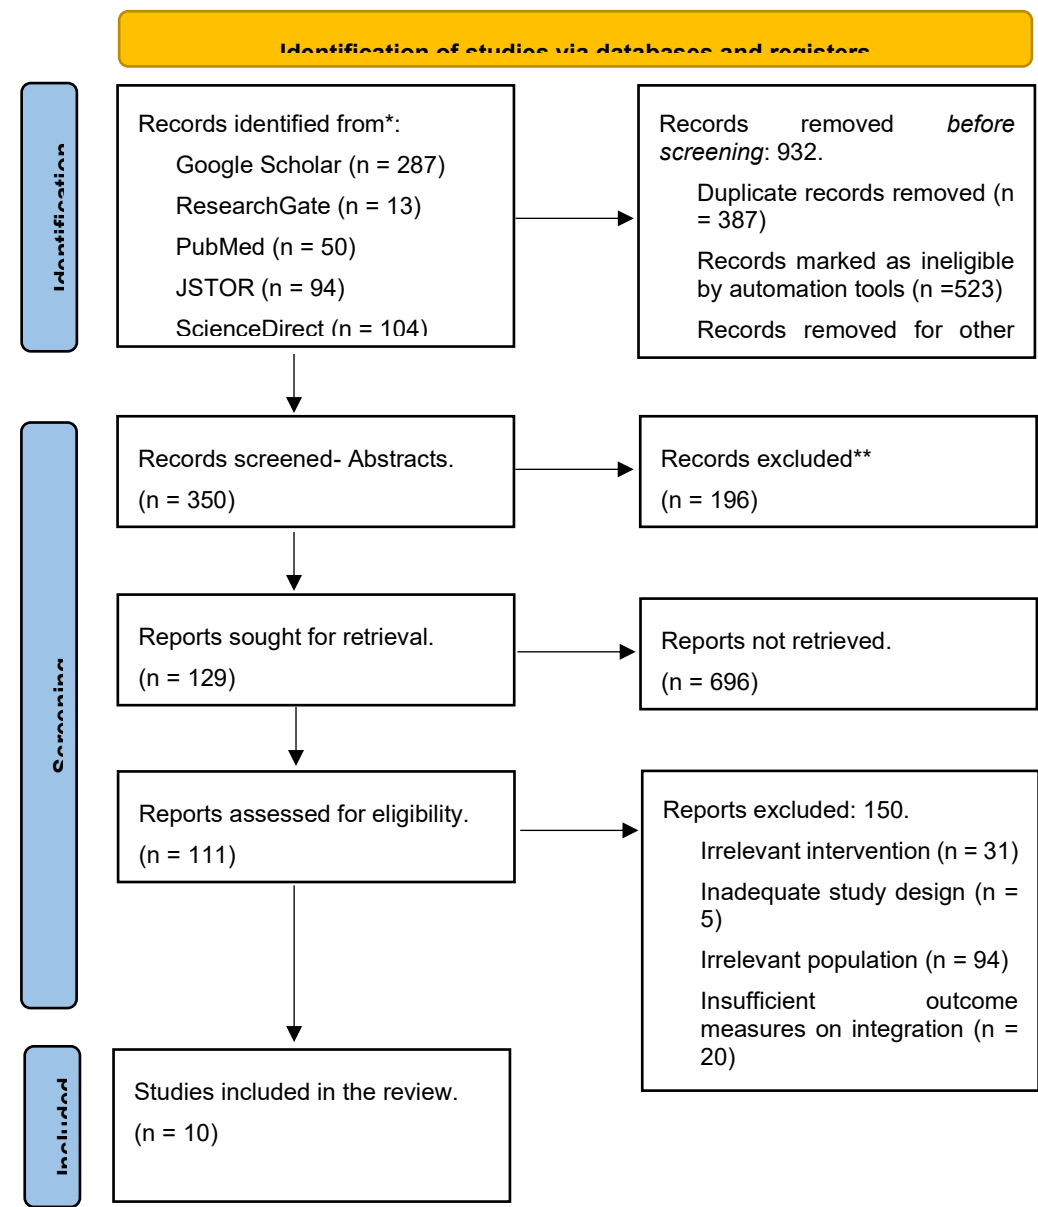 Identification of studies via databases and registers
Identification
Records identified from*:
Google Scholar (n = 287)
ResearchGate (n = 13)
PubMed (n = 50)
JSTOR (n = 94)
ScienceDirect (n = 104)
Records removed before
screening: 932.
Duplicate records removed (n
= 387)
Records marked as ineligible
by automation tools (n =523)
Records removed for other
Screening
Records screened- Abstracts.
(n = 350)
Records excluded**
(n = 196)
Reports sought for retrieval.
(n = 129)
Reports not retrieved.
(n = 696)
Reports assessed for eligibility.
(n = 111)
Reports excluded: 150.
Irrelevant intervention (n = 31)
Inadequate study design (n =
5)
Irrelevant population (n = 94)
Insufficient outcome
measures on integration (n =
20)
Included
Studies included in the review.
(n = 10)